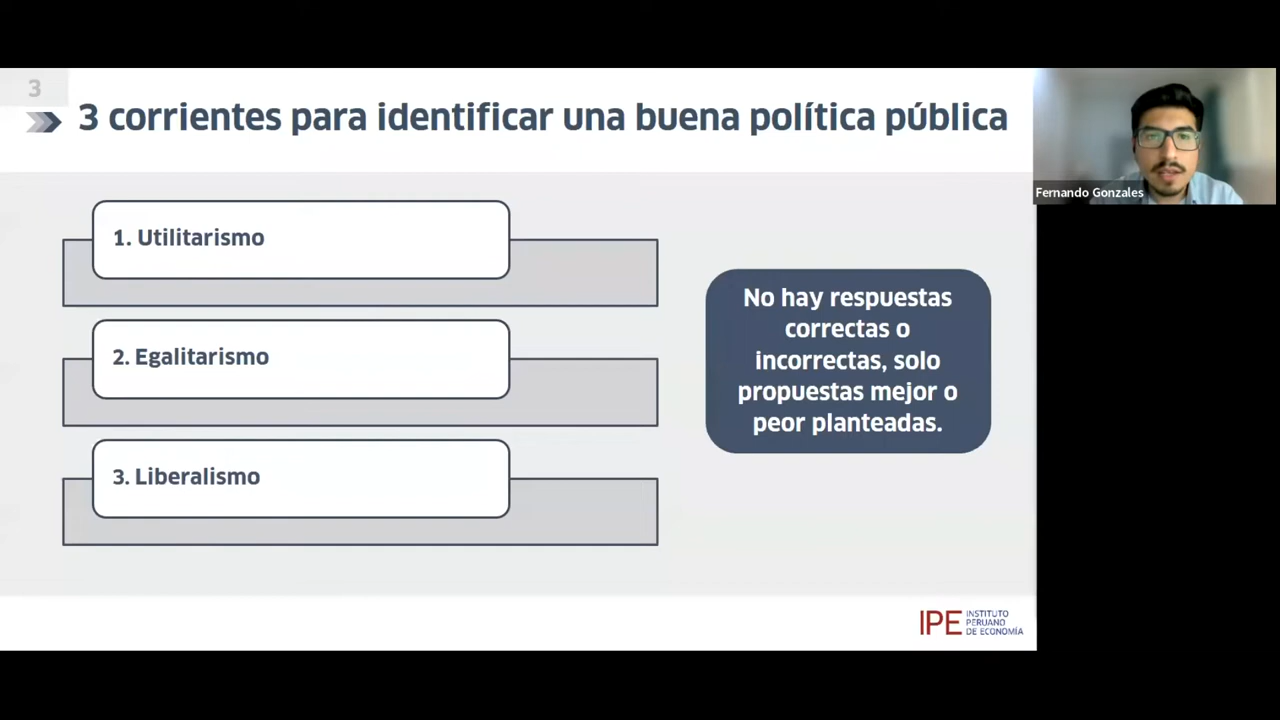 3
3 corrientes para identificar una buena política pública
Fernando Gonzales
1. Utilitarismo
2. Egalitarismo
3. Liberalismo
No hay respuestas
correctas o
incorrectas, solo
propuestas mejor o
peor planteadas.
IPE INSTITUTO
PERUANO
DE ECONOMÍA